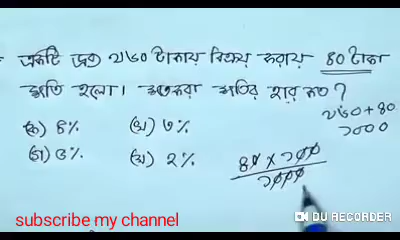 একটি দ্রব্য ৯৬০ টাকায় বিক্রয় করায় ৪০ টাকা
ক্ষতি হলো। শতকরা ক্ষতির হার কত?
৯৬০ + ৪০
১০০০
(ক) ৪% (খ) ৭%
(গ) ৬% (ঘ) ২%
৪০ × ১০০
১০০০
subscribe my channel
DU RECORDER